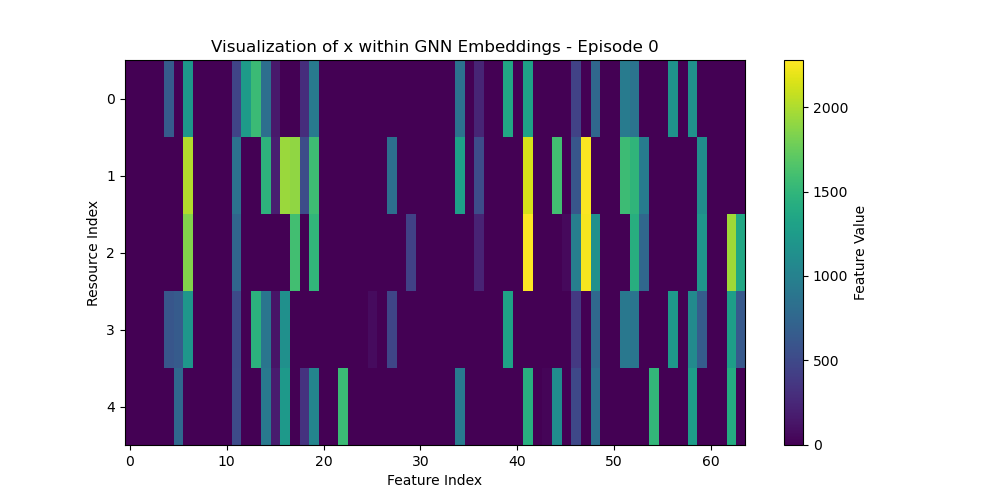 Visualization of x within GNN Embeddings - Episode 0
Resource Index
0
1
2
3
4
0 10 20 30 40 50 60
Feature Index
2000
1500
1000
500
0
Feature Value